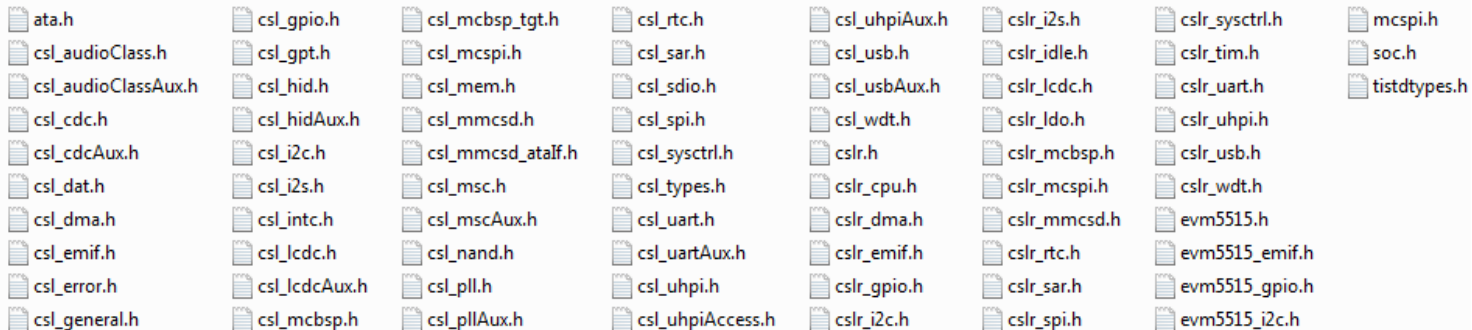 ata.h
csl_audioClass.h
csl_audioClassAux.h
csl_cdc.h
csl_cdcAux.h
csl_dat.h
csl_dma.h
csl_emif.h
csl_error.h
csl_general.h
csl_gpio.h
csl_gpt.h
csl_hid.h
csl_hidAux.h
csl_i2c.h
csl_i2s.h
csl_intc.h
csl_lcdc.h
csl_lcdcAux.h
csl_mcbsp.h
csl_mcbsp_tgt.h
csl_mcspi.h
csl_mem.h
csl_mmcsd.h
csl_mmcsd_ataIf.h
csl_msc.h
csl_mscAux.h
csl_nand.h
csl_pll.h
csl_pllAux.h
csl_rtc.h
csl_sar.h
csl_sdio.h
csl_spi.h
csl_sysctrl.h
csl_types.h
csl_uart.h
csl_uartAux.h
csl_uhpi.h
csl_uhpiAccess.h
csl_uhpiAux.h
csl_usb.h
csl_usbAux.h
csl_wdt.h
cslr.h
cslr_cpu.h
cslr_dma.h
cslr_emif.h
cslr_gpio.h
cslr_i2c.h
cslr_i2s.h
cslr_idle.h
cslr_lcdc.h
cslr_ldo.h
cslr_mcbsp.h
cslr_mcspi.h
cslr_mmcsd.h
cslr_rtc.h
cslr_sar.h
cslr_spi.h
cslr_sysctrl.h
cslr_tim.h
cslr_uart.h
cslr_uhpi.h
cslr_usb.h
cslr_wdt.h
evm5515.h
evm5515_emif.h
evm5515_gpio.h
evm5515_i2c.h
mcspi.h
soc.h
tistdtypes.h